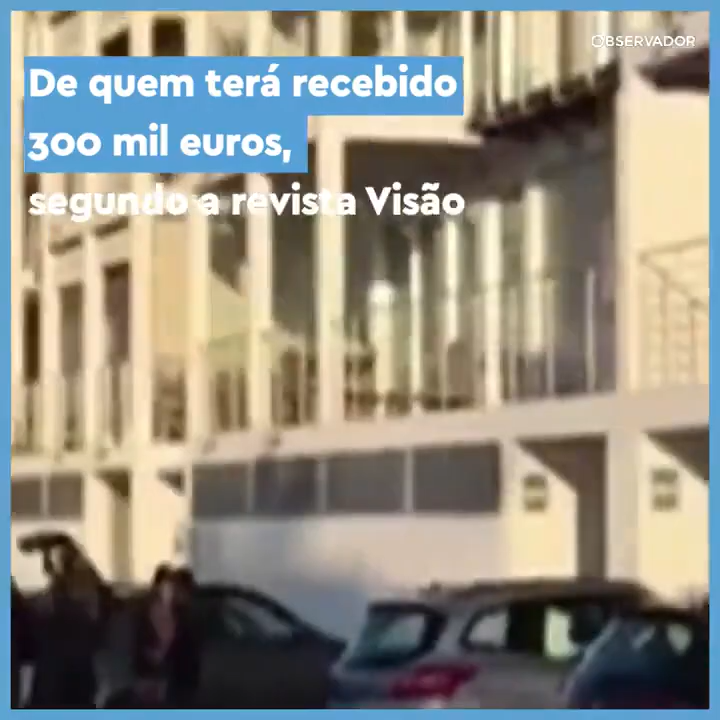 OBSERVADOR
De quem terá recebido
300 mil euros,
segundo a revista Visão